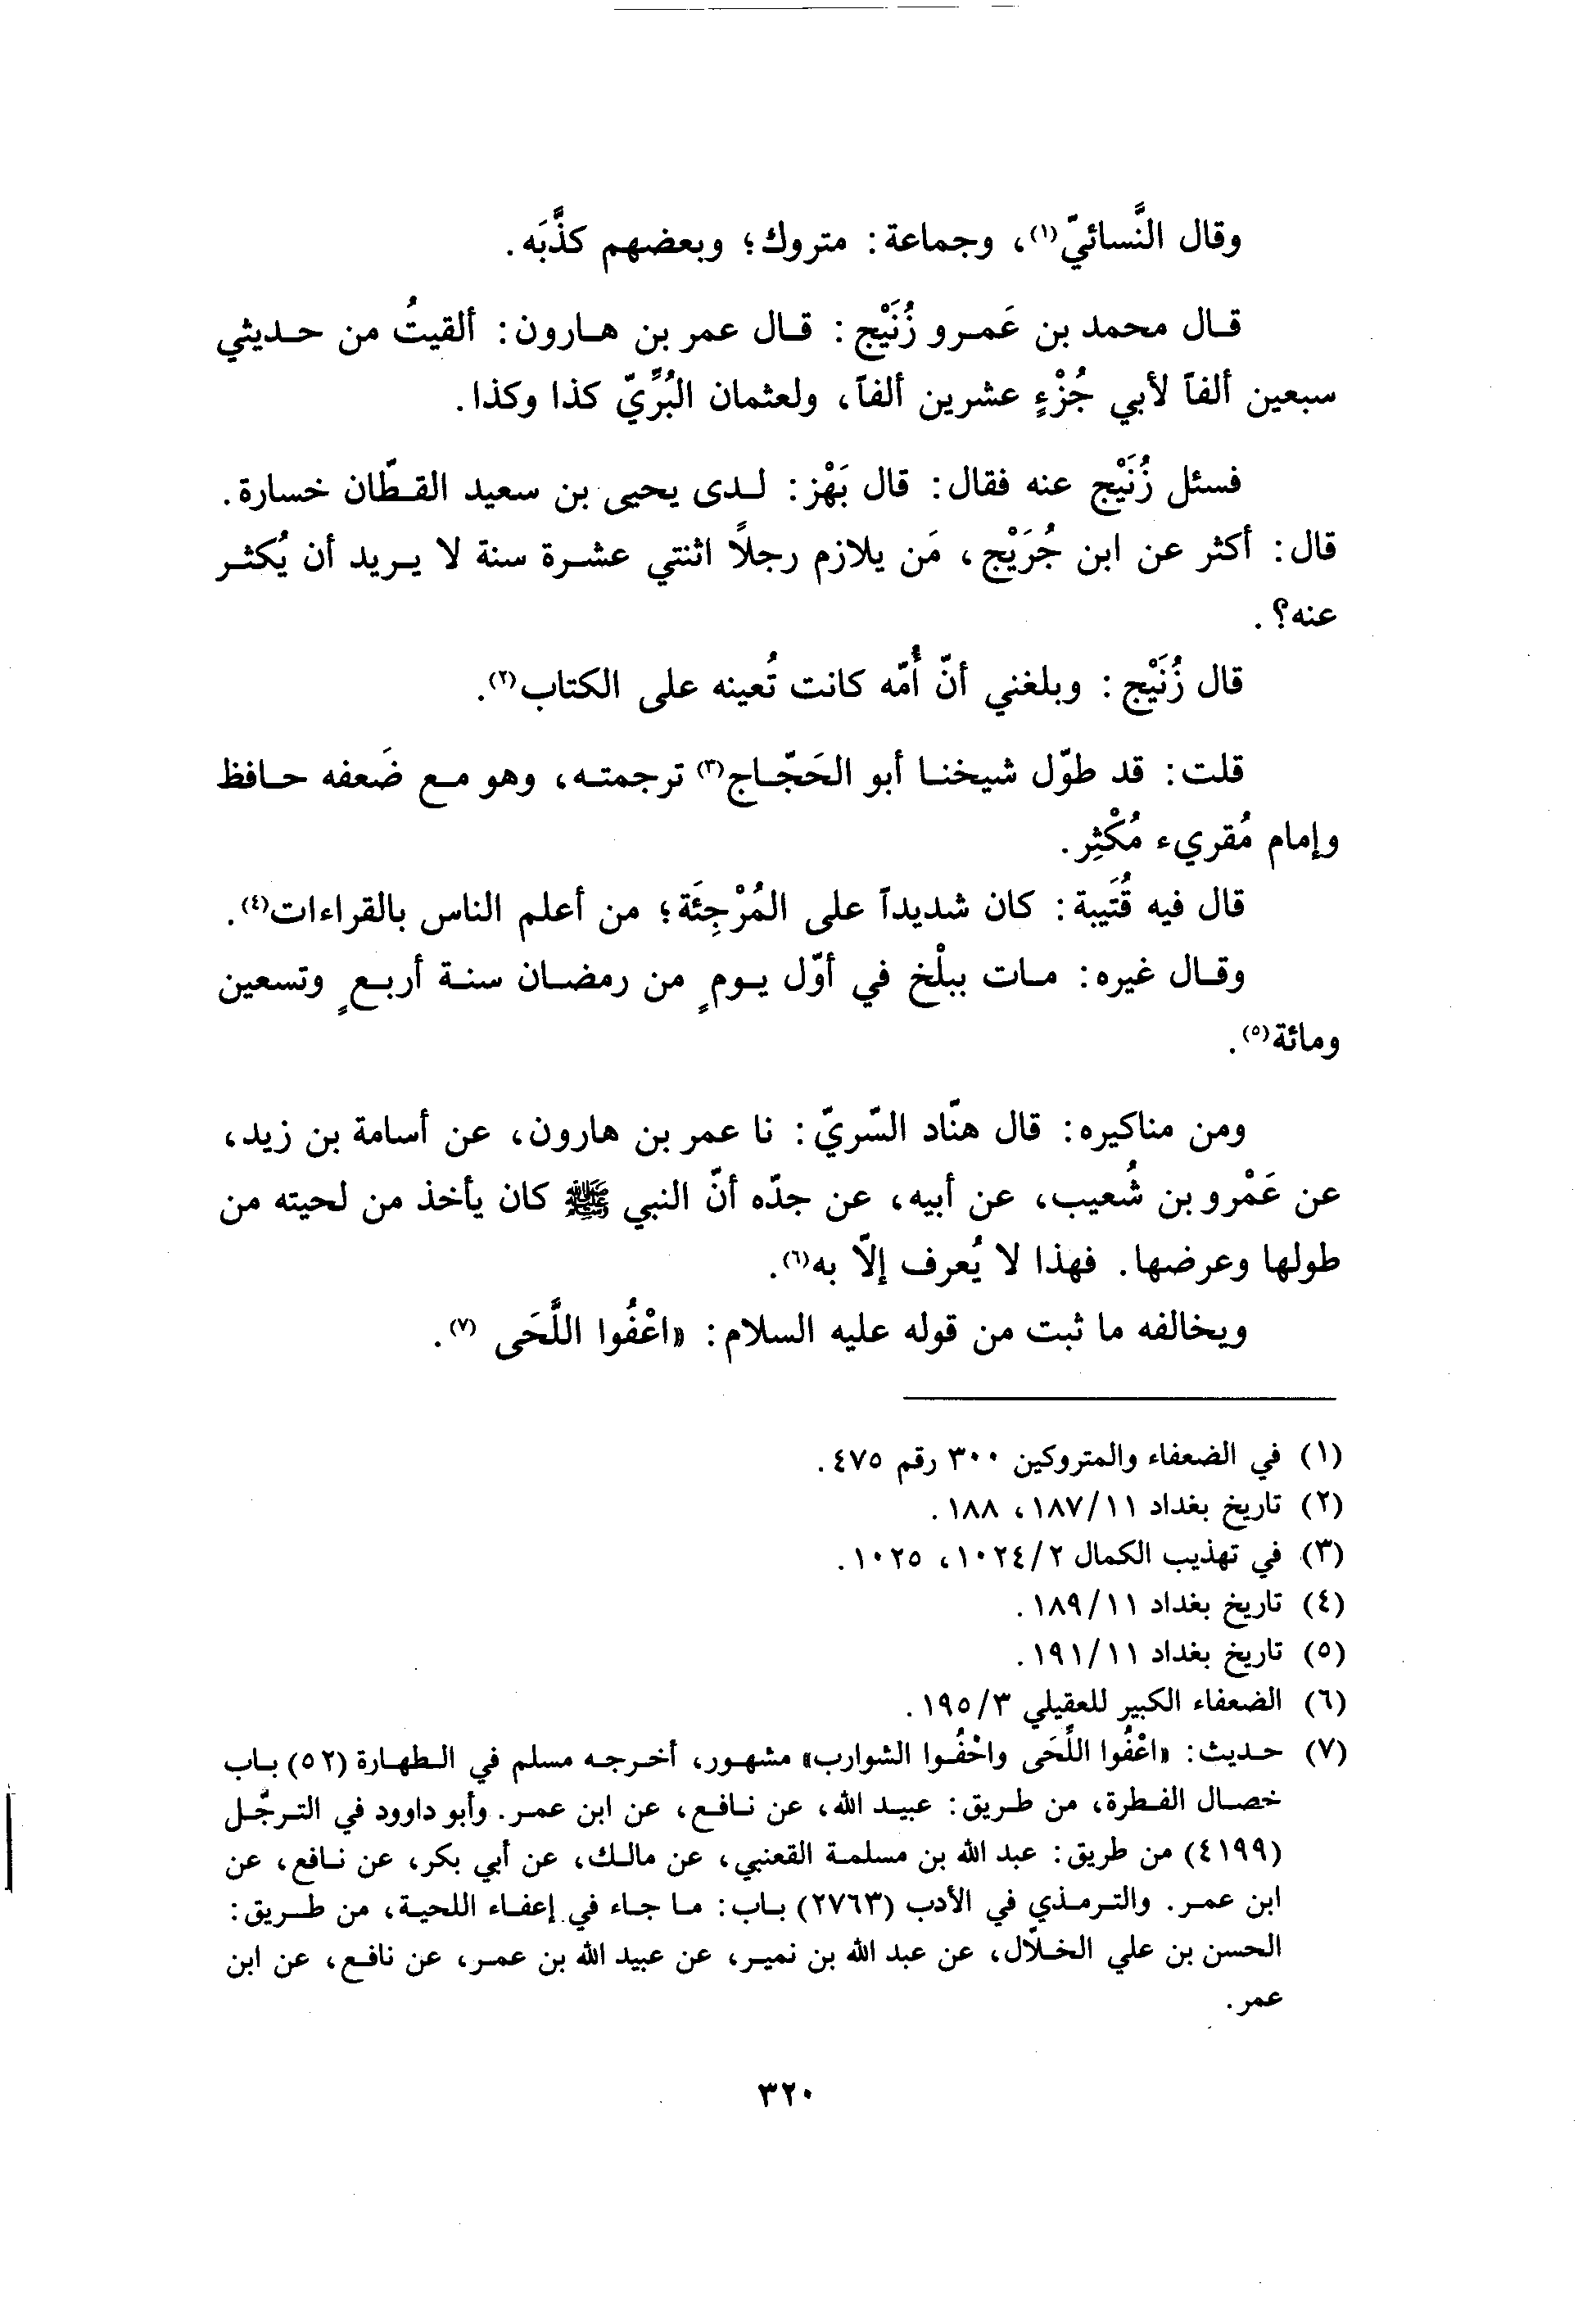 وقال النَّسائيّ(١)، وجماعة: متروك؛ وبعضهم كذَّبَه.
قال محمد بن عَمرو زُنَيْج: قال عمر بن هارون: ألقيتُ من حديثي
سبعين ألفاً لأبي جُزْءٍ عشرين ألفاً، ولعثمان البُرِّيّ كذا وكذا.
فسئل زُنَيْج عنه فقال: قال بَهْز: لدى يحيى بن سعيد القطّان خسارة.
قال: أكثر عن ابن جُرَيْج، مَن يلازم رجلاً اثنتي عشرة سنة لا يريد أن يُكثر
عنه؟.
قال زُنَيْج: وبلغني أنّ أُمّه كانت تُعينه على الكتاب(٢).
قلت: قد طوّل شيخنا أبو الحَجّاج(٣) ترجمته، وهو مع ضَعفه حافظ
وإمام مُقريء مُكْثِر.
قال فيه قُتَيبة: كان شديداً على المُرْجِئَة؛ من أعلم الناس بالقراءات(٤).
وقال غيره: مات ببلْخ في أوّل يومٍ من رمضان سنة أربعٍ وتسعين
ومائة(٥).
ومن مناكيره: قال هنّاد السّريّ: نا عمر بن هارون، عن أسامة بن زيد،
عن عَمْرو بن شُعيب، عن أبيه، عن جدّه أنّ النبي ﷺ كان يأخذ من لحيته من
طولها وعرضها. فهذا لا يُعرف إلّا به(٦).
ويخالفه ما ثبت من قوله عليه السلام: «اعْفُوا اللَّحَى (٧).
(١) في الضعفاء والمتروكين ٣٠٠ رقم ٤٧٥.
(٢) تاريخ بغداد ١٨٧/١١، ١٨٨.
(٣) في تهذيب الكمال ١٠٢٤/٢، ١٠٢٥.
(٤) تاريخ بغداد ١٨٩/١١.
(٥) تاريخ بغداد ١٩١/١١.
(٦) الضعفاء الكبير للعقيلي ١٩٥/٣.
(٧) حديث: «اعْفُوا اللَّحَى واحْفُوا الشوارب» مشهور، أخرجه مسلم في الطهارة (٥٢) باب
خصال الفطرة، من طريق: عبيد الله، عن نافع، عن ابن عمر. وأبو داوود في الترجّل
(٤١٩٩) من طريق: عبد الله بن مسلمة القعنبي، عن مالك، عن أبي بكر، عن نافع، عن
ابن عمر. والترمذي في الأدب (٢٧٦٣) باب: ما جاء في إعفاء اللحية، من طريق:
الحسن بن علي الخلّال، عن عبد الله بن نمير، عن عبيد الله بن عمر، عن نافع، عن ابن
عمر.
٣٢٠